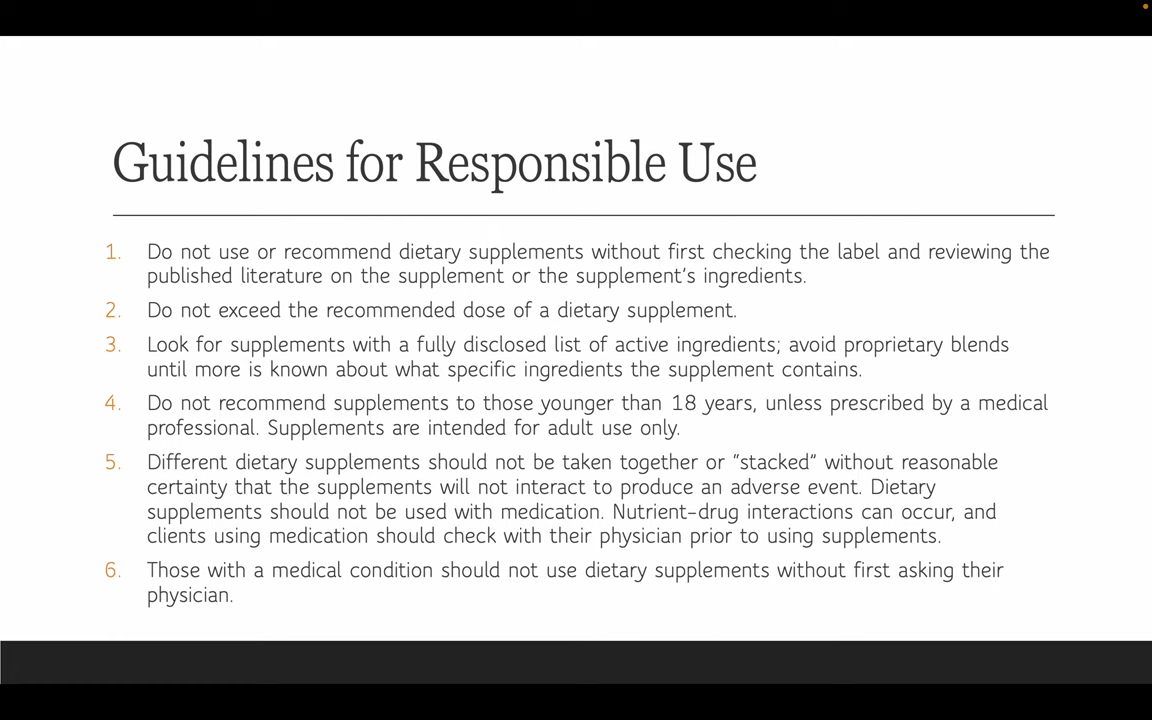 Guidelines for Responsible Use
1. Do not use or recommend dietary supplements without first checking the label and reviewing the
published literature on the supplement or the supplement's ingredients.
2. Do not exceed the recommended dose of a dietary supplement.
3. Look for supplements with a fully disclosed list of active ingredients; avoid proprietary blends
until more is known about what specific ingredients the supplement contains.
4. Do not recommend supplements to those younger than 18 years, unless prescribed by a medical
professional. Supplements are intended for adult use only.
5. Different dietary supplements should not be taken together or "stacked" without reasonable
certainty that the supplements will not interact to produce an adverse event. Dietary
supplements should not be used with medication. Nutrient-drug interactions can occur, and
clients using medication should check with their physician prior to using supplements.
6. Those with a medical condition should not use dietary supplements without first asking their
physician.